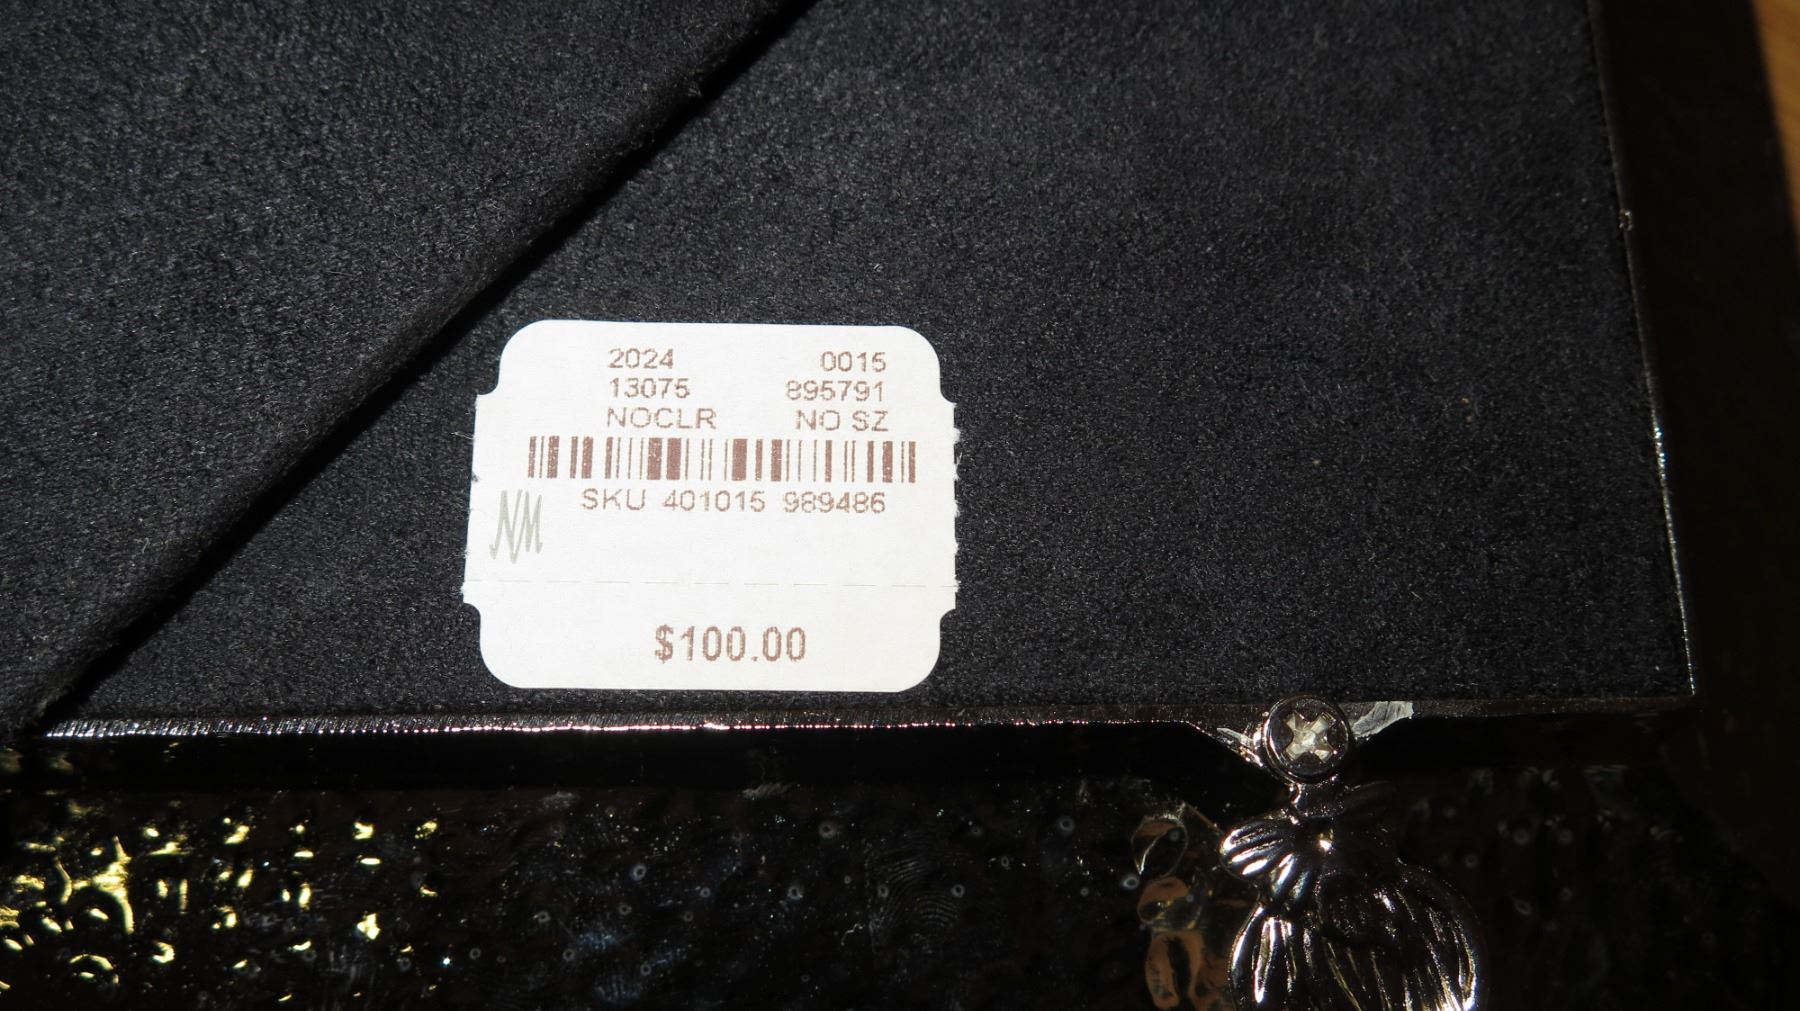 2024 0015
13075 895791
NOCLR NO SZ
SKU 401015 989486
NM
$100.00